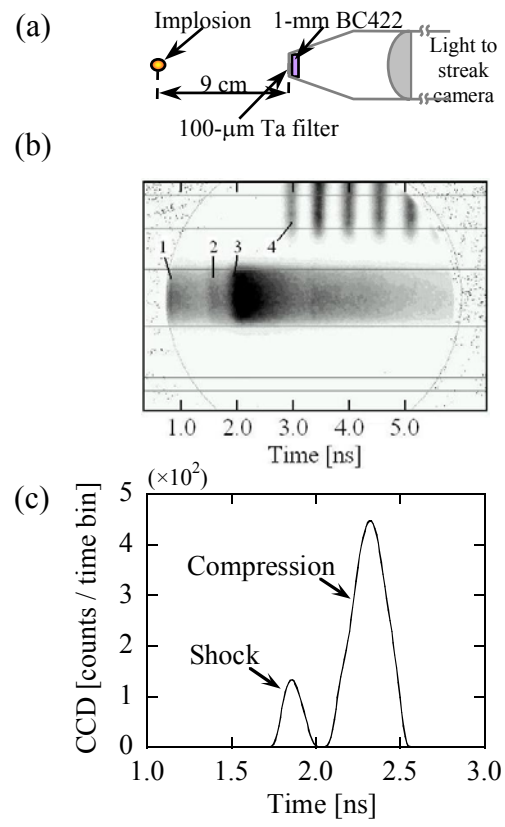 (a)
Implosion
1-mm BC422
9 cm
Light to
streak
camera
100-μm Ta filter
(b)
1
2
3
4
1.0 2.0 3.0 4.0 5.0
Time [ns]
(c)
(×10²)
CCD [counts / time bin]
5
4
3
2
1
0
Compression
Shock
1.0 1.5 2.0 2.5 3.0
Time [ns]